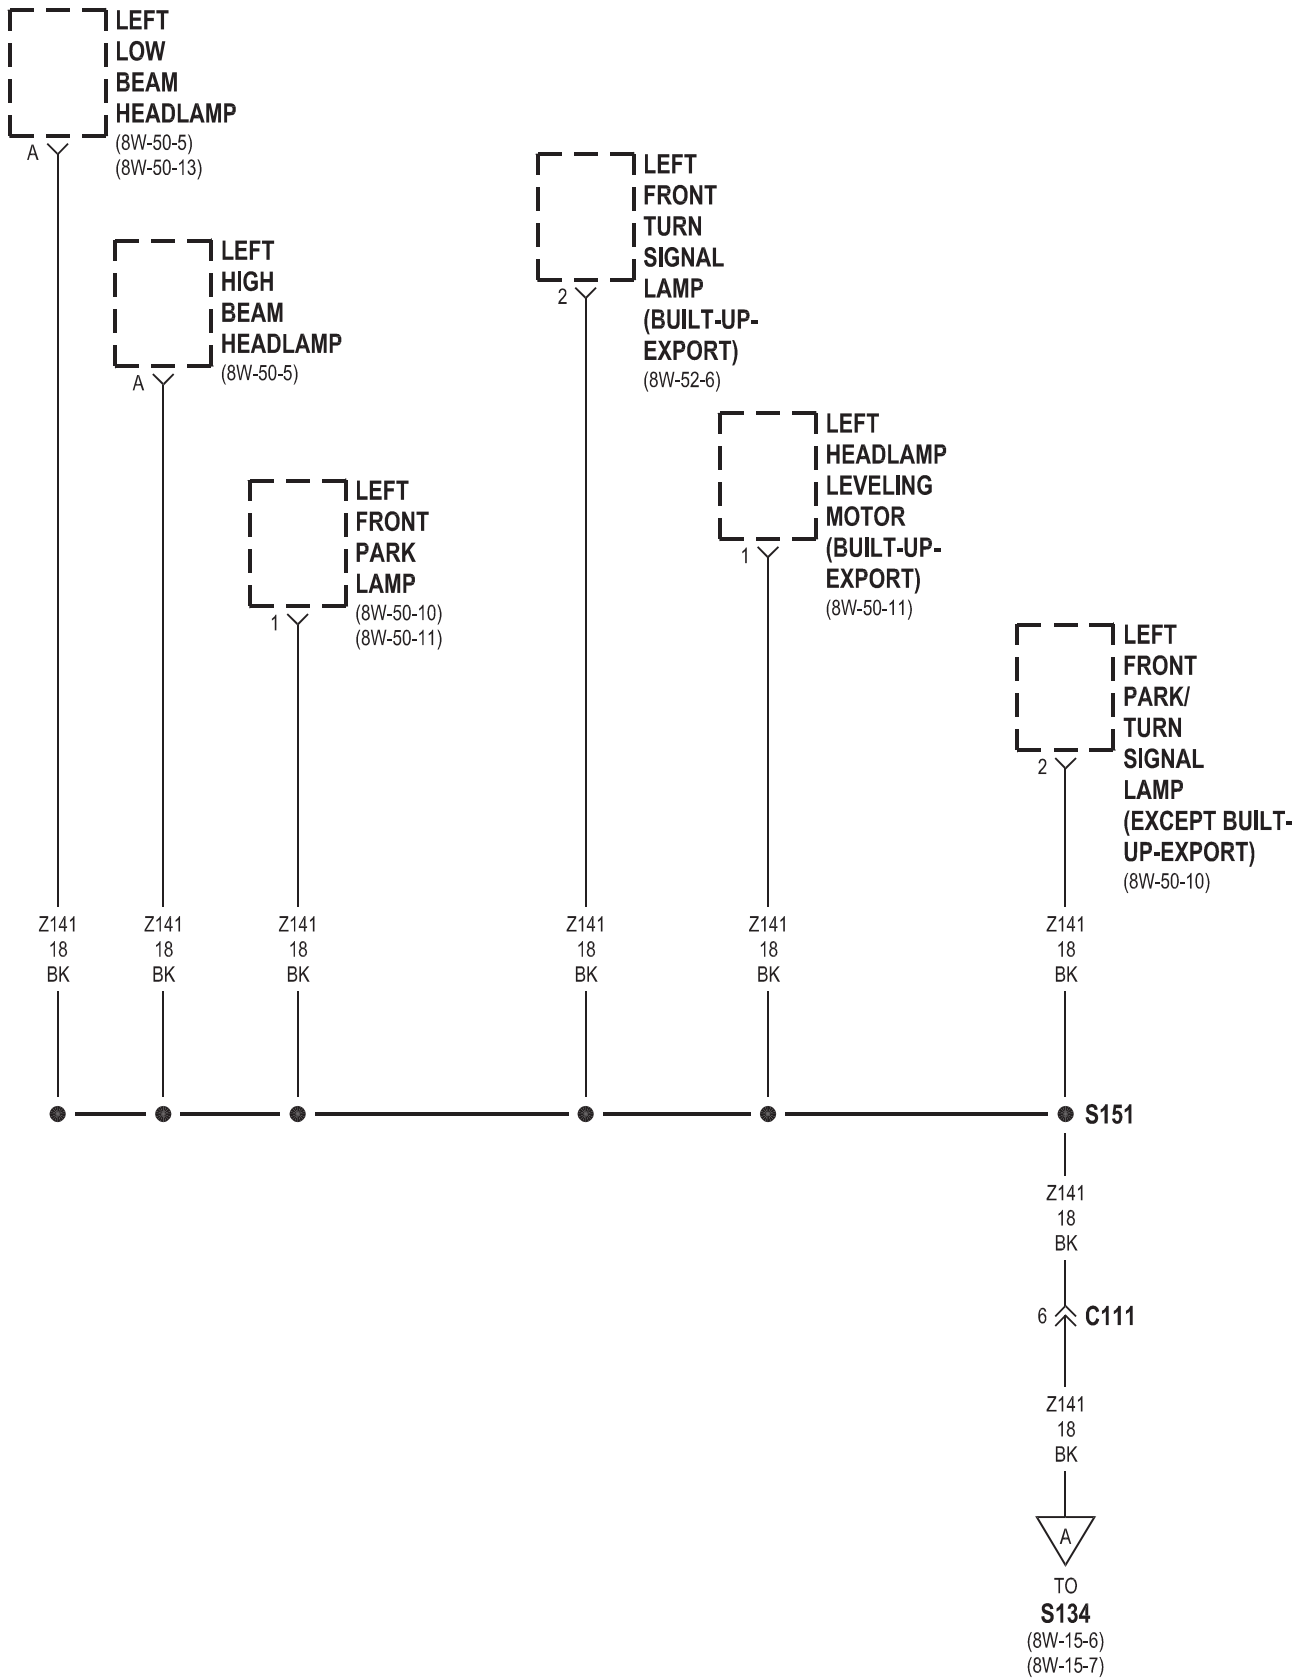 LEFT
LOW
BEAM
HEADLAMP
(8W-50-5)
(8W-50-13)
A
LEFT
HIGH
BEAM
HEADLAMP
(8W-50-5)
A
LEFT
FRONT
PARK
LAMP
(8W-50-10)
(8W-50-11)
1
LEFT
FRONT
TURN
SIGNAL
LAMP
(BUILT-UP-
EXPORT)
(8W-52-6)
2
LEFT
HEADLAMP
LEVELING
MOTOR
(BUILT-UP-
EXPORT)
(8W-50-11)
1
LEFT
FRONT
PARK/
TURN
SIGNAL
LAMP
(EXCEPT BUILT-
UP-EXPORT)
(8W-50-10)
2
Z141
18
BK
Z141
18
BK
Z141
18
BK
Z141
18
BK
Z141
18
BK
Z141
18
BK
S151
Z141
18
BK
6 C111
Z141
18
BK
A
TO
S134
(8W-15-6)
(8W-15-7)